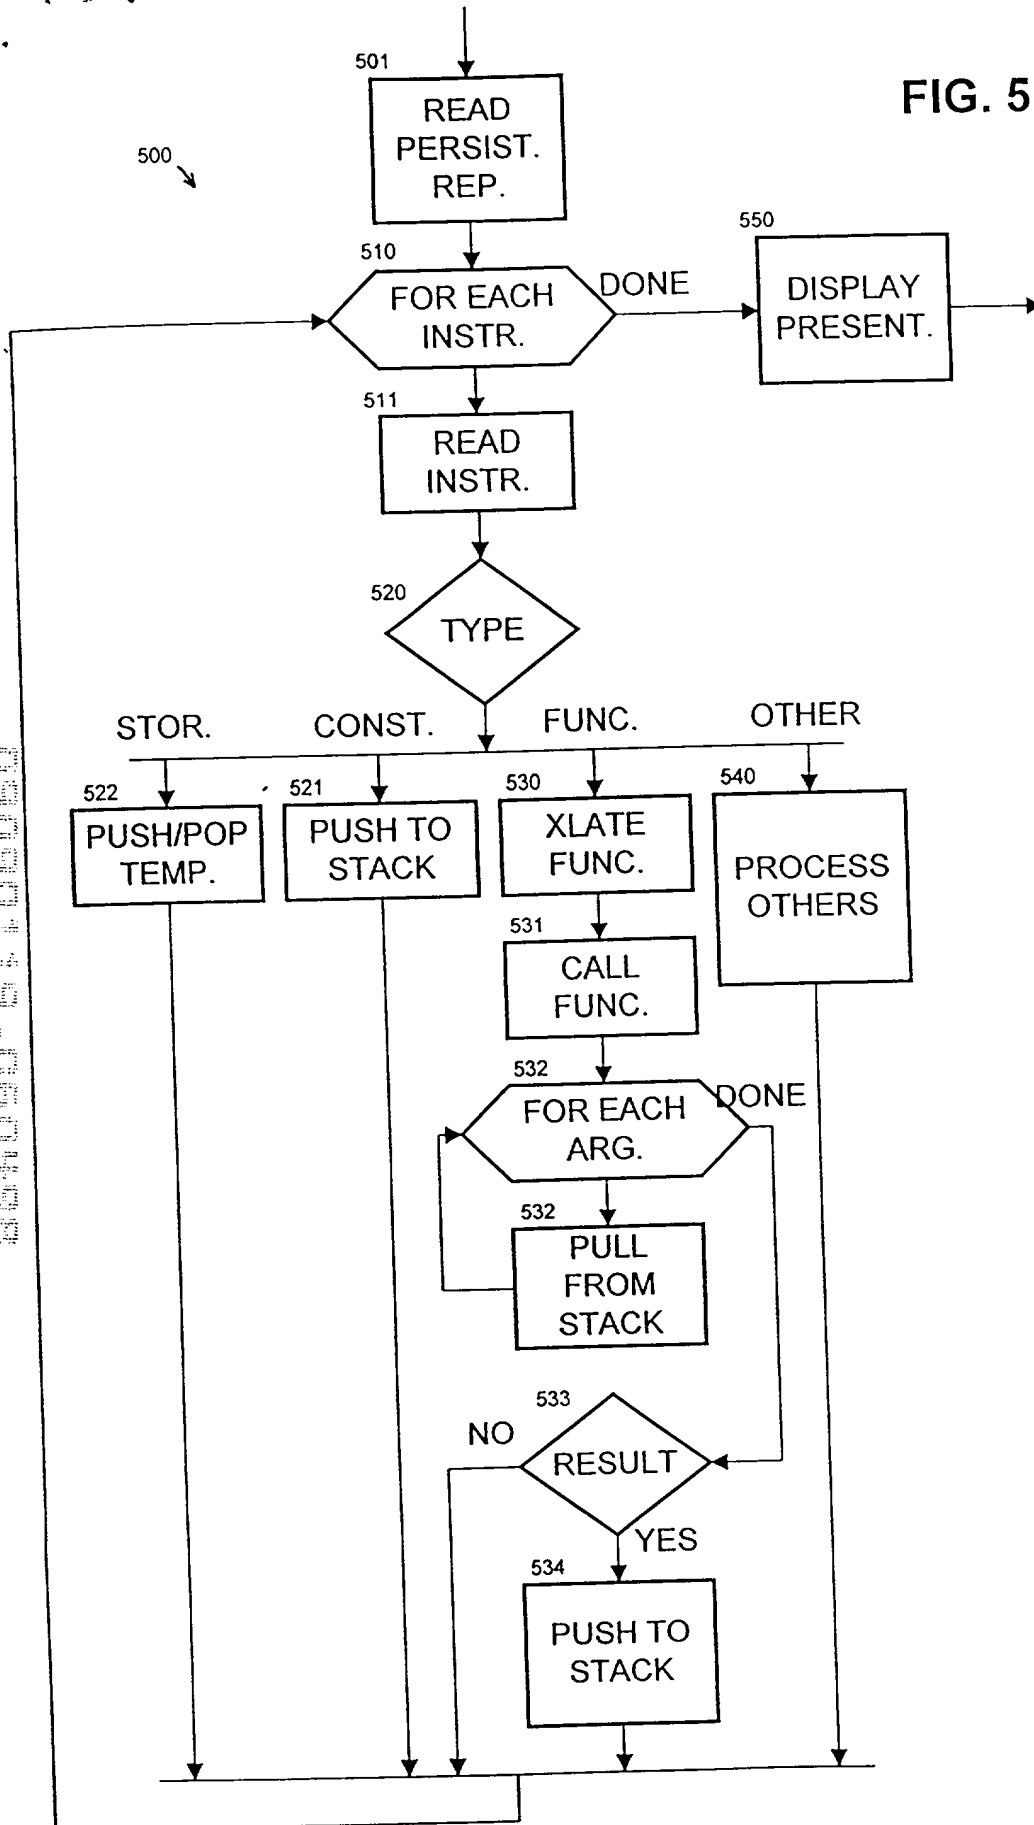 FIG. 5
500
501
READ
PERSIST.
REP.
510
FOR EACH
INSTR.
DONE
550
DISPLAY
PRESENT.
511
READ
INSTR.
520
TYPE
STOR.
CONST.
FUNC.
OTHER
522
PUSH/POP
TEMP.
521
PUSH TO
STACK
530
XLATE
FUNC.
540
PROCESS
OTHERS
531
CALL
FUNC.
532
FOR EACH
ARG.
DONE
532
PULL
FROM
STACK
533
RESULT
NO
YES
534
PUSH TO
STACK